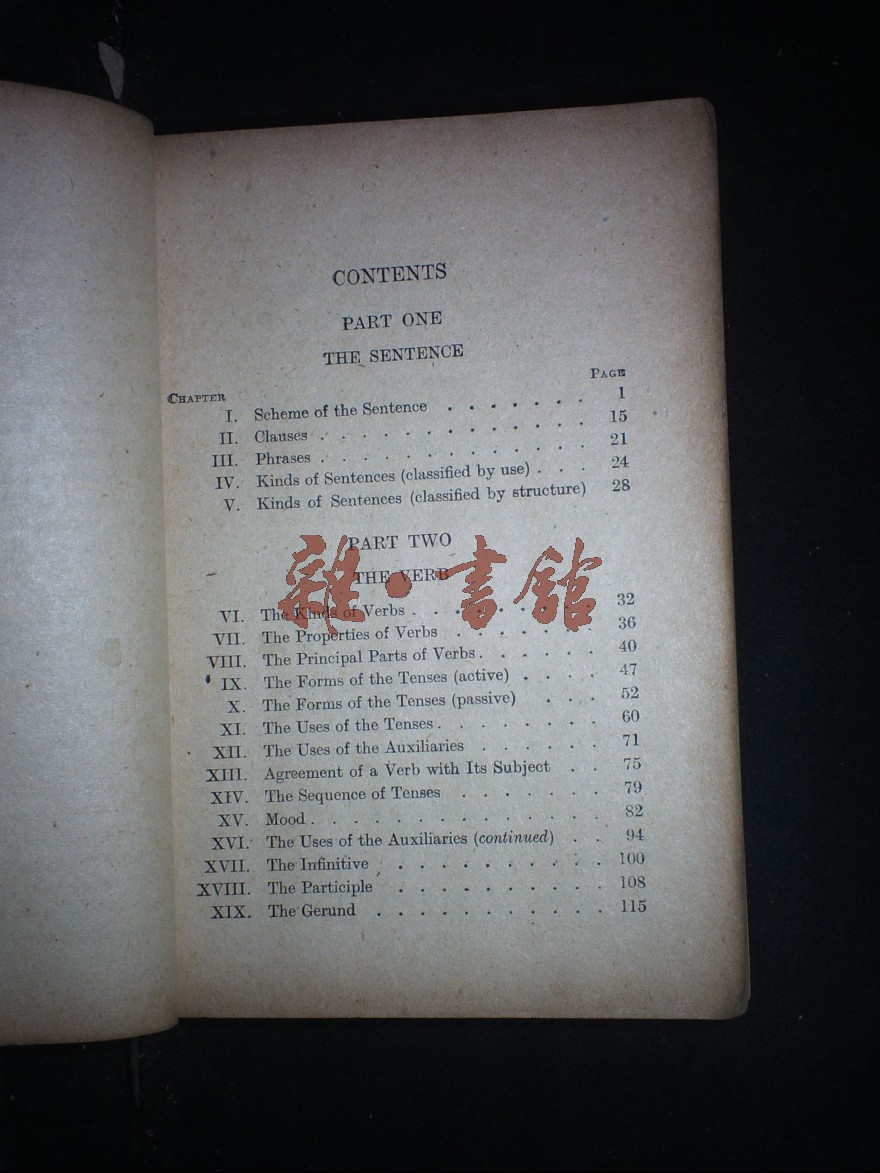 CONTENTS
PART ONE
THE SENTENCE
CHAPTER PAGE
I. Scheme of the Sentence . . . . . . . 1
II. Clauses . . . . . . . . . . . 15
III. Phrases . . . . . . . . . . . 21
IV. Kinds of Sentences (classified by use) . . . 24
V. Kinds of Sentences (classified by structure) 28
PART TWO
THE VERB
雜·書舘
VI. The Kinds of Verbs . . . . . . . . 32
VII. The Properties of Verbs . . . . . . . 36
VIII. The Principal Parts of Verbs . . . . . . 40
IX. The Forms of the Tenses (active) . . . . 47
X. The Forms of the Tenses (passive) . . . 52
XI. The Uses of the Tenses . . . . . . . . 60
XII. The Uses of the Auxiliaries . . . . . . 71
XIII. Agreement of a Verb with Its Subject . . 75
XIV. The Sequence of Tenses . . . . . . . 79
XV. Mood . . . . . . . . . . . . 82
XVI. The Uses of the Auxiliaries (continued) . . 94
XVII. The Infinitive . . . . . . . . . . 100
XVIII. The Participle . . . . . . . . . . 108
XIX. The Gerund . . . . . . . . . . . 115